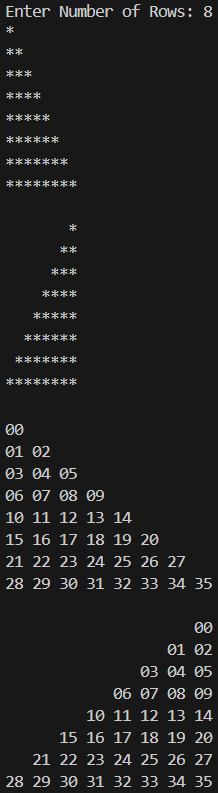 Enter Number of Rows: 8
*
**
***
****
*****
******
*******
********

       *
      **
     ***
    ****
   *****
  ******
 *******
********

00
01 02
03 04 05
06 07 08 09
10 11 12 13 14
15 16 17 18 19 20
21 22 23 24 25 26 27
28 29 30 31 32 33 34 35

                     00
                  01 02
               03 04 05
            06 07 08 09
         10 11 12 13 14
      15 16 17 18 19 20
   21 22 23 24 25 26 27
28 29 30 31 32 33 34 35